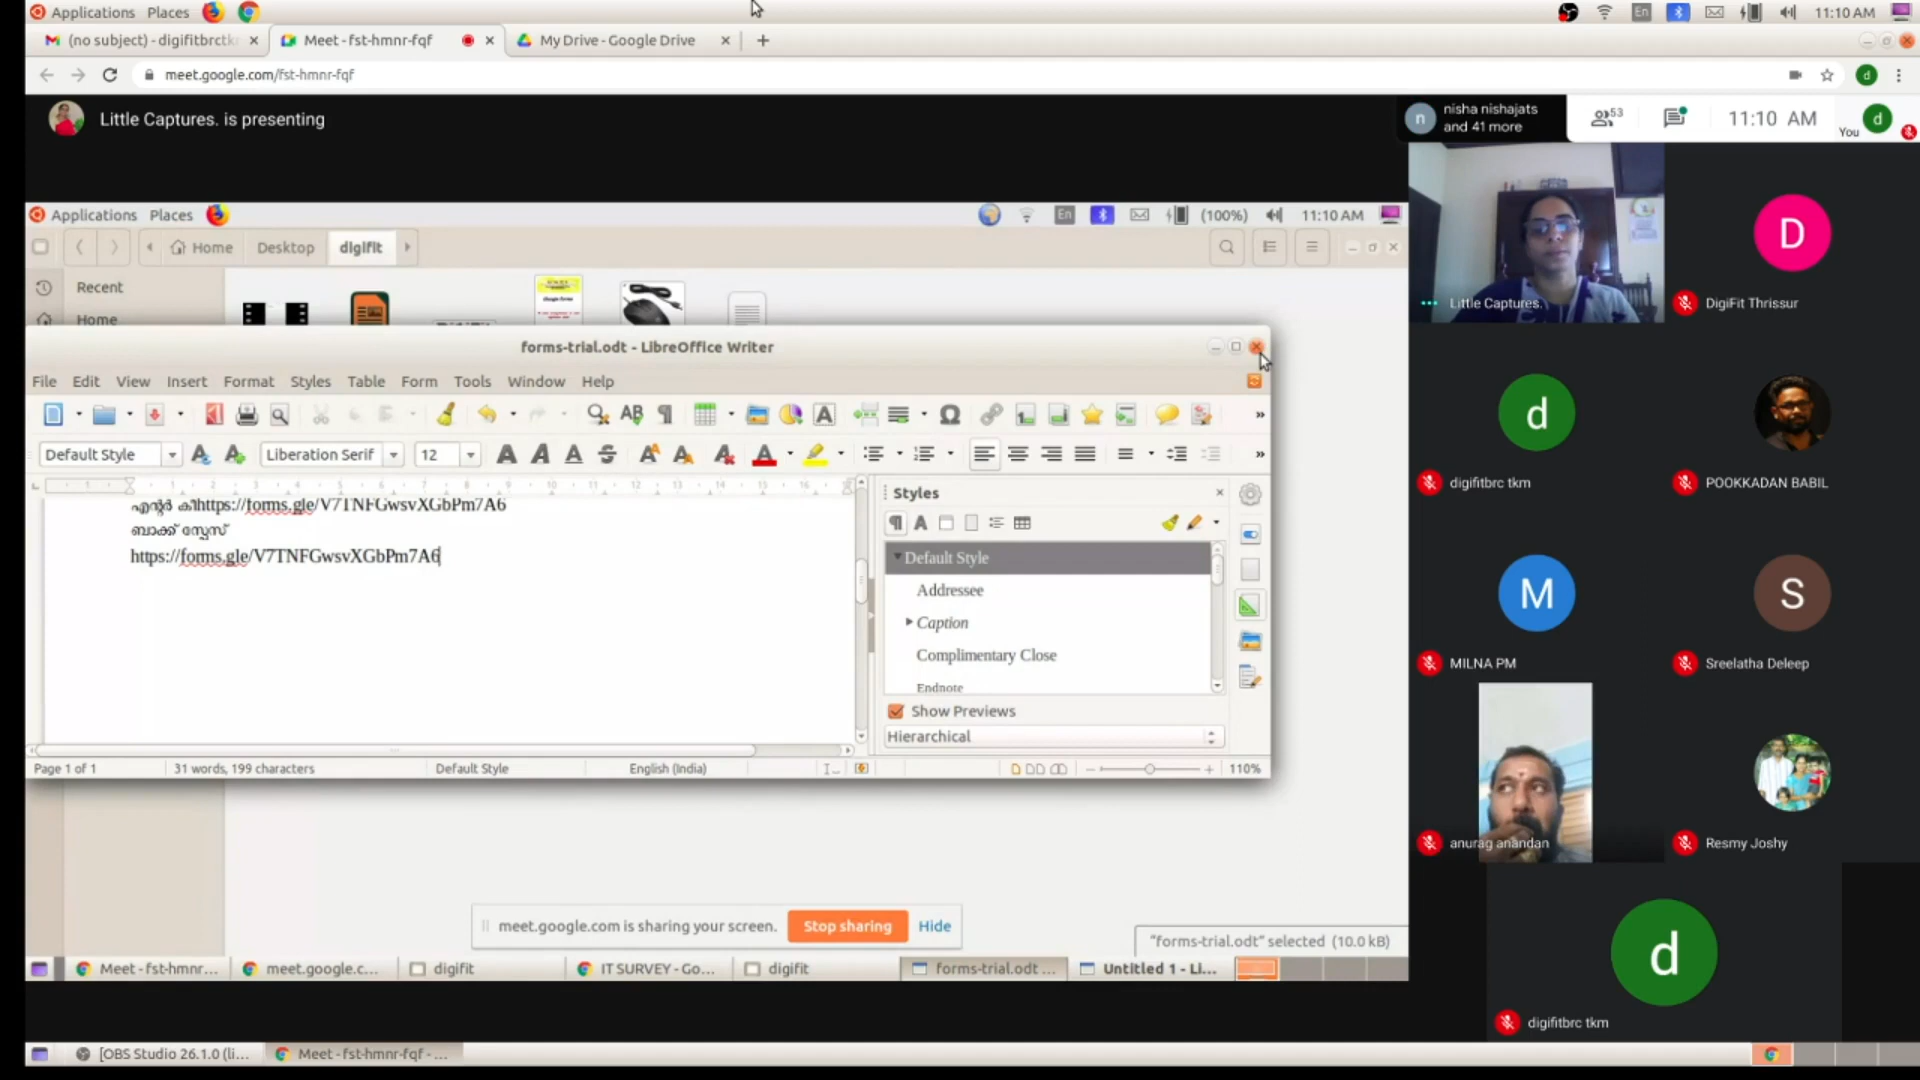 Applications Places En 11:10 AM
(no subject) - digifitbrctk
Meet - fst-hmnr-fqf
My Drive - Google Drive
meet.google.com/fst-hmnr-fqf
Little Captures. is presenting
n
nisha nishajats
and 41 more
53
11:10 AM
You
d
Applications Places En (100%) 11:10 AM
Home Desktop digifit
Recent
Home
forms-trial.odt - LibreOffice Writer
File Edit View Insert Format Styles Table Form Tools Window Help
Default Style Liberation Serif 12
എന്റർ കീhttps://forms.gle/V7TNFGwsvXGbPm7A6
ബാക്ക് സ്പേസ്
https://forms.gle/V7TNFGwsvXGbPm7A6
Styles
Default Style
Addressee
Caption
Complimentary Close
Endnote
Show Previews
Hierarchical
Page 1 of 1 31 words, 199 characters Default Style English (India) 110%
meet.google.com is sharing your screen. Stop sharing Hide
"forms-trial.odt" selected (10.0 kB)
Meet - fst-hmnr... meet.google.c... digifit IT SURVEY - Go... digifit forms-trial.odt ... Untitled 1 - Li...
Little Captures.
D
DigiFit Thrissur
d
digifitbrc tkm
POOKKADAN BABIL
M
MILNA PM
S
Sreelatha Deleep
anurag anandan
Resmy Joshy
d
digifitbrc tkm
[OBS Studio 26.1.0 (li... Meet - fst-hmnr-fqf - ...